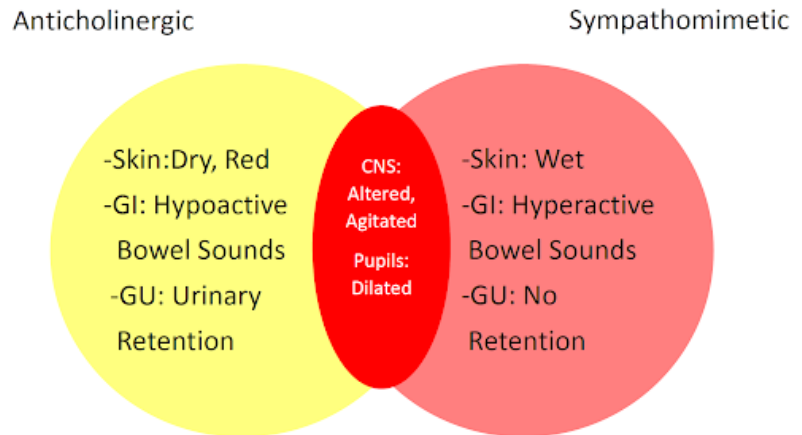 Anticholinergic
Sympathomimetic
-Skin:Dry, Red
-GI: Hypoactive
Bowel Sounds
-GU: Urinary
Retention
CNS:
Altered,
Agitated
Pupils:
Dilated
-Skin: Wet
-GI: Hyperactive
Bowel Sounds
-GU: No
Retention